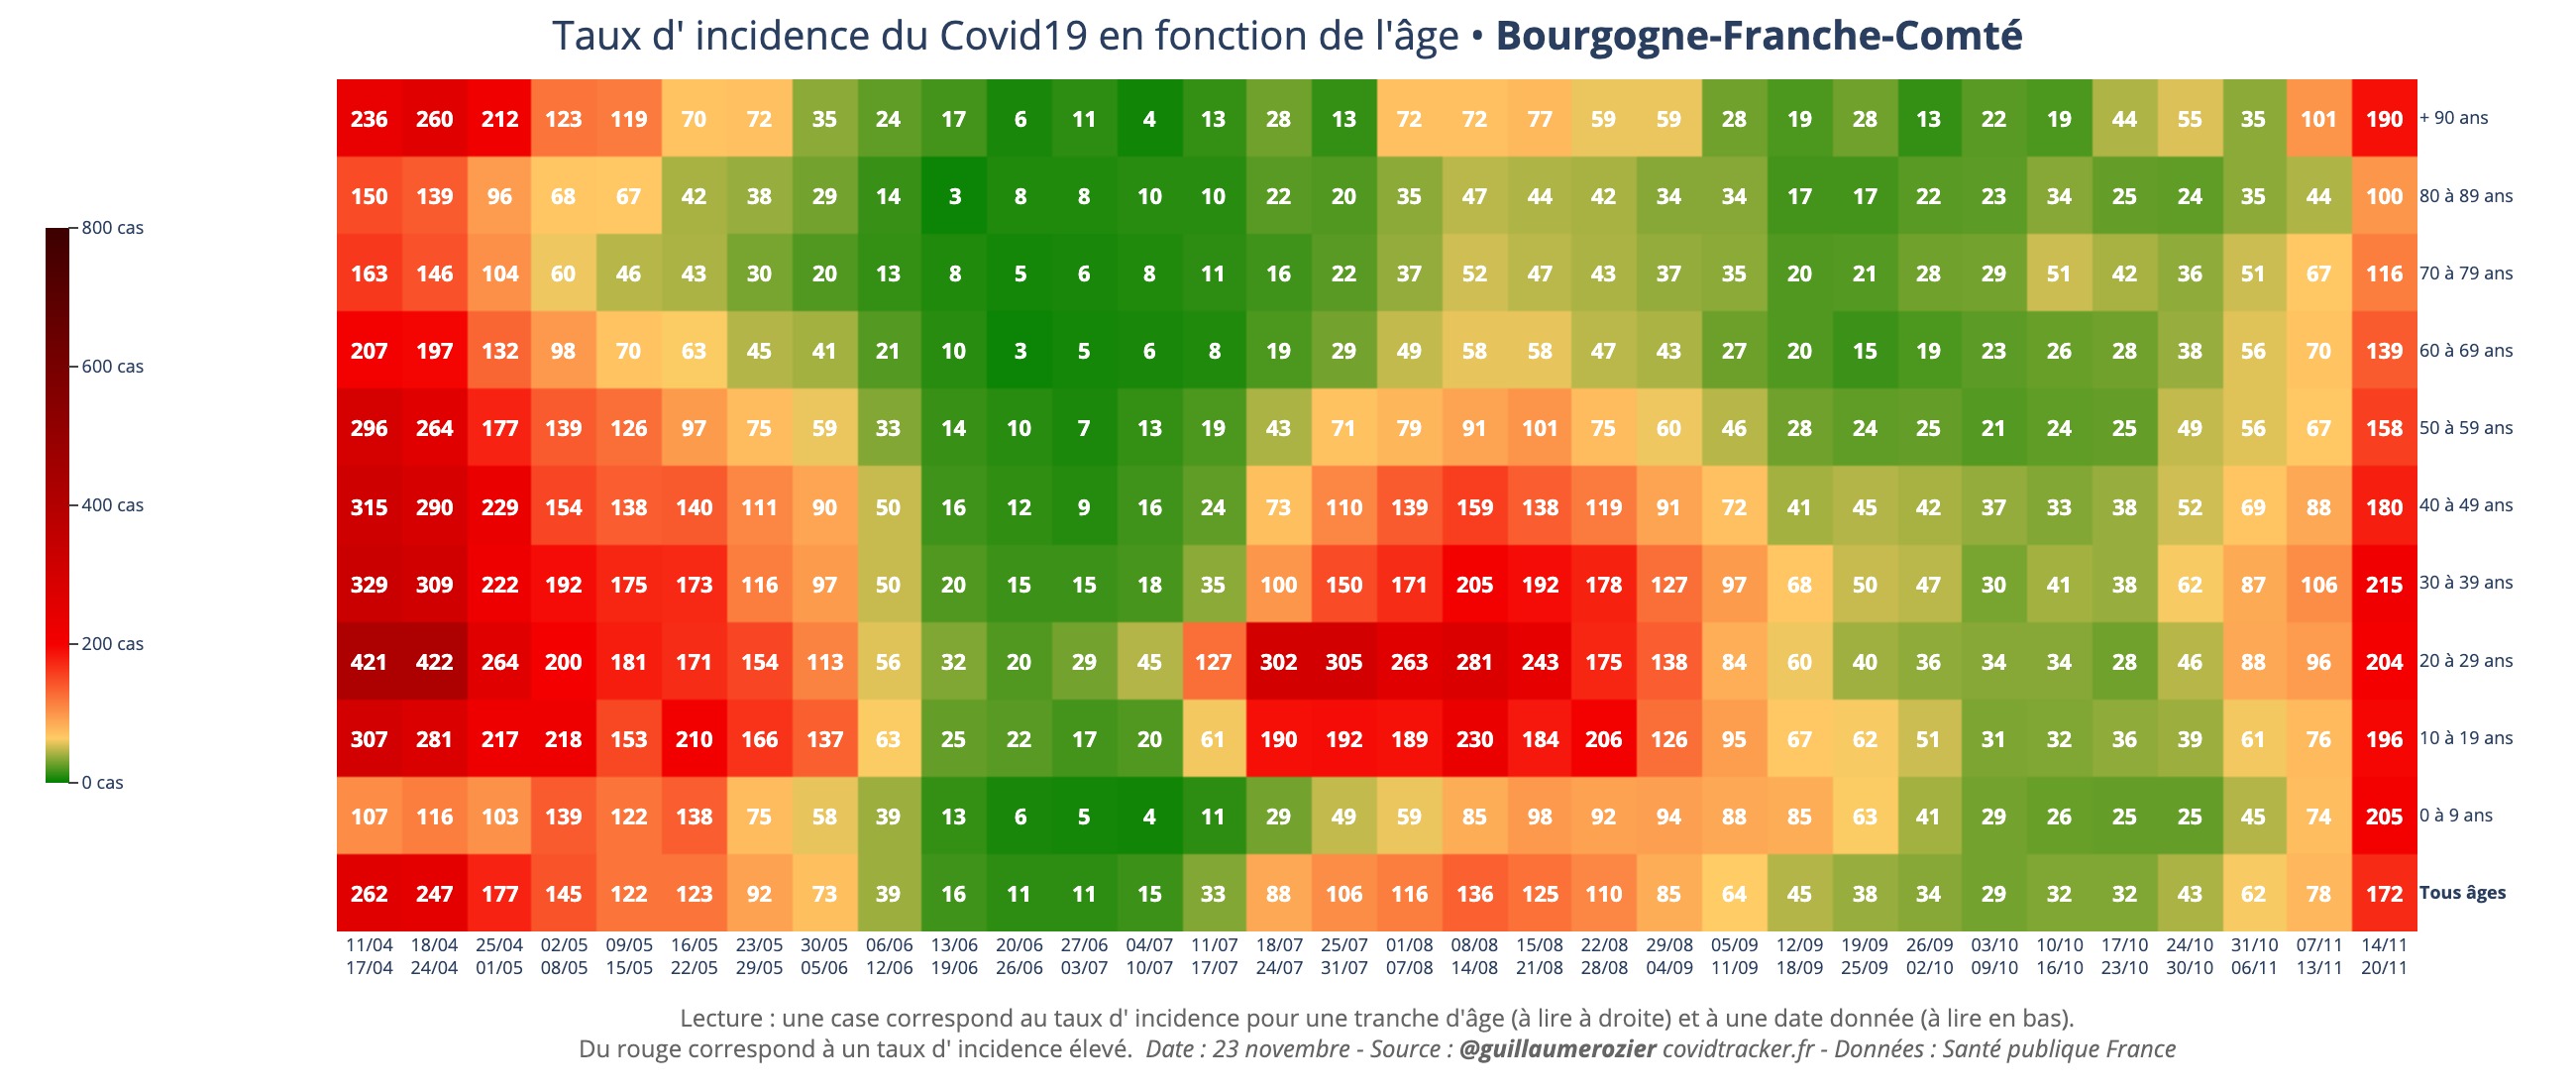 Taux d' incidence du Covid19 en fonction de l'âge • Bourgogne-Franche-Comté
800 cas
600 cas
400 cas
200 cas
0 cas
236 260 212 123 119 70 72 35 24 17 6 11 4 13 28 13 72 72 77 59 59 28 19 28 13 22 19 44 55 35 101 190 + 90 ans
150 139 96 68 67 42 38 29 14 3 8 8 10 10 22 20 35 47 44 42 34 34 17 17 22 23 34 25 24 35 44 100 80 à 89 ans
163 146 104 60 46 43 30 20 13 8 5 6 8 11 16 22 37 52 47 43 37 35 20 21 28 29 51 42 36 51 67 116 70 à 79 ans
207 197 132 98 70 63 45 41 21 10 3 5 6 8 19 29 49 58 58 47 43 27 20 15 19 23 26 28 38 56 70 139 60 à 69 ans
296 264 177 139 126 97 75 59 33 14 10 7 13 19 43 71 79 91 101 75 60 46 28 24 25 21 24 25 49 56 67 158 50 à 59 ans
315 290 229 154 138 140 111 90 50 16 12 9 16 24 73 110 139 159 138 119 91 72 41 45 42 37 33 38 52 69 88 180 40 à 49 ans
329 309 222 192 175 173 116 97 50 20 15 15 18 35 100 150 171 205 192 178 127 97 68 50 47 30 41 38 62 87 106 215 30 à 39 ans
421 422 264 200 181 171 154 113 56 32 20 29 45 127 302 305 263 281 243 175 138 84 60 40 36 34 34 28 46 88 96 204 20 à 29 ans
307 281 217 218 153 210 166 137 63 25 22 17 20 61 190 192 189 230 184 206 126 95 67 62 51 31 32 36 39 61 76 196 10 à 19 ans
107 116 103 139 122 138 75 58 39 13 6 5 4 11 29 49 59 85 98 92 94 88 85 63 41 29 26 25 25 45 74 205 0 à 9 ans
262 247 177 145 122 123 92 73 39 16 11 11 15 33 88 106 116 136 125 110 85 64 45 38 34 29 32 32 43 62 78 172 Tous âges
11/04 18/04 25/04 02/05 09/05 16/05 23/05 30/05 06/06 13/06 20/06 27/06 04/07 11/07 18/07 25/07 01/08 08/08 15/08 22/08 29/08 05/09 12/09 19/09 26/09 03/10 10/10 17/10 24/10 31/10 07/11 14/11
17/04 24/04 01/05 08/05 15/05 22/05 29/05 05/06 12/06 19/06 26/06 03/07 10/07 17/07 24/07 31/07 07/08 14/08 21/08 28/08 04/09 11/09 18/09 25/09 02/10 09/10 16/10 23/10 30/10 06/11 13/11 20/11
Lecture : une case correspond au taux d' incidence pour une tranche d'âge (à lire à droite) et à une date donnée (à lire en bas).
Du rouge correspond à un taux d' incidence élevé. Date : 23 novembre - Source : @guillaumerozier covidtracker.fr - Données : Santé publique France